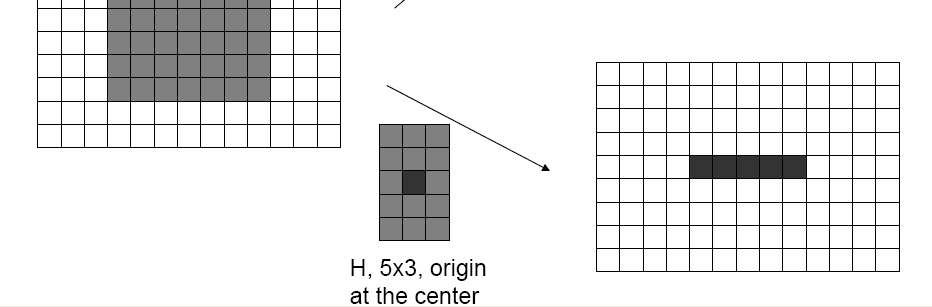 H, 5x3, origin
at the center